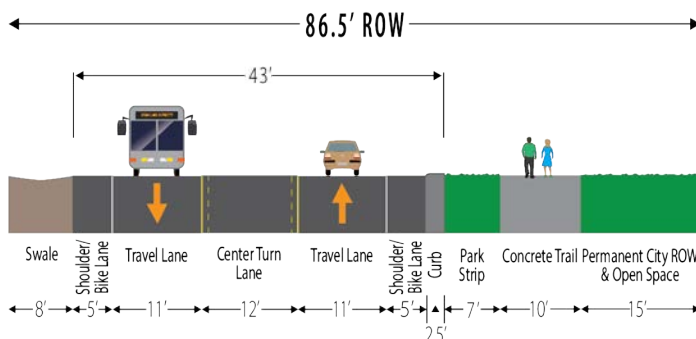 86.5' ROW
43'
Swale
Shoulder/
Bike Lane
Travel Lane
Center Turn
Lane
Travel Lane
Shoulder/
Bike Lane
Curb
Park
Strip
Concrete Trail
Permanent City ROW
& Open Space
8'
5'
11'
12'
11'
5'
2.5'
7'
10'
15'